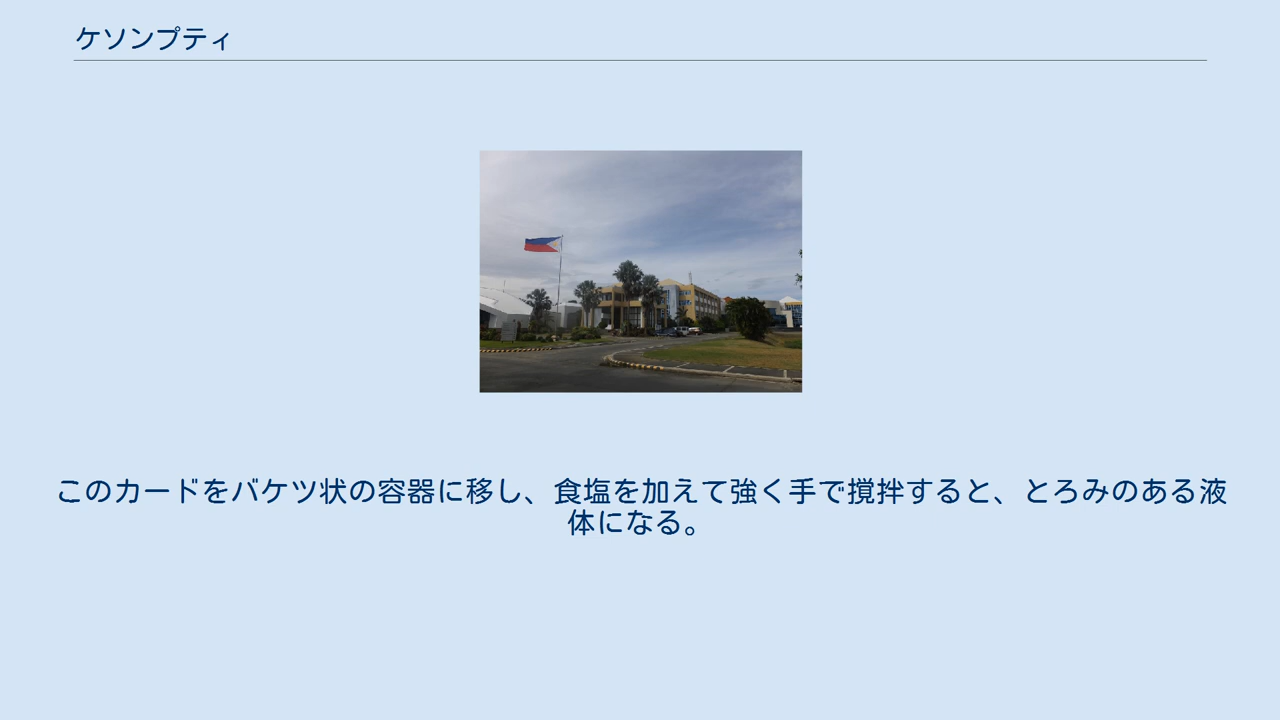 ケソンプティ
このカードをバケツ状の容器に移し、食塩を加えて強く手で撹拌すると、とろみのある液
体になる。